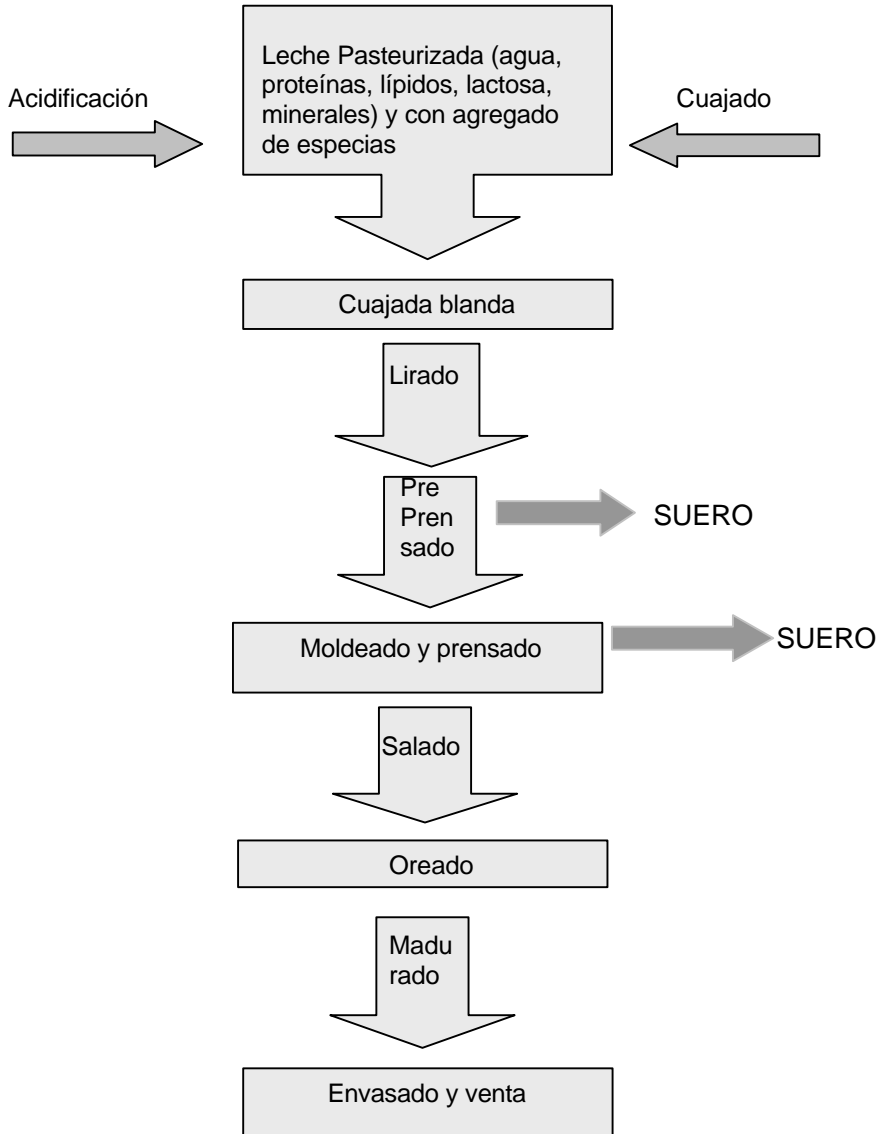 Leche Pasteurizada (agua,
proteínas, lípidos, lactosa,
minerales) y con agregado
de especias
Acidificación
Cuajado
Cuajada blanda
Lirado
Pre
Pren
sado
SUERO
Moldeado y prensado
SUERO
Salado
Oreado
Madu
rado
Envasado y venta